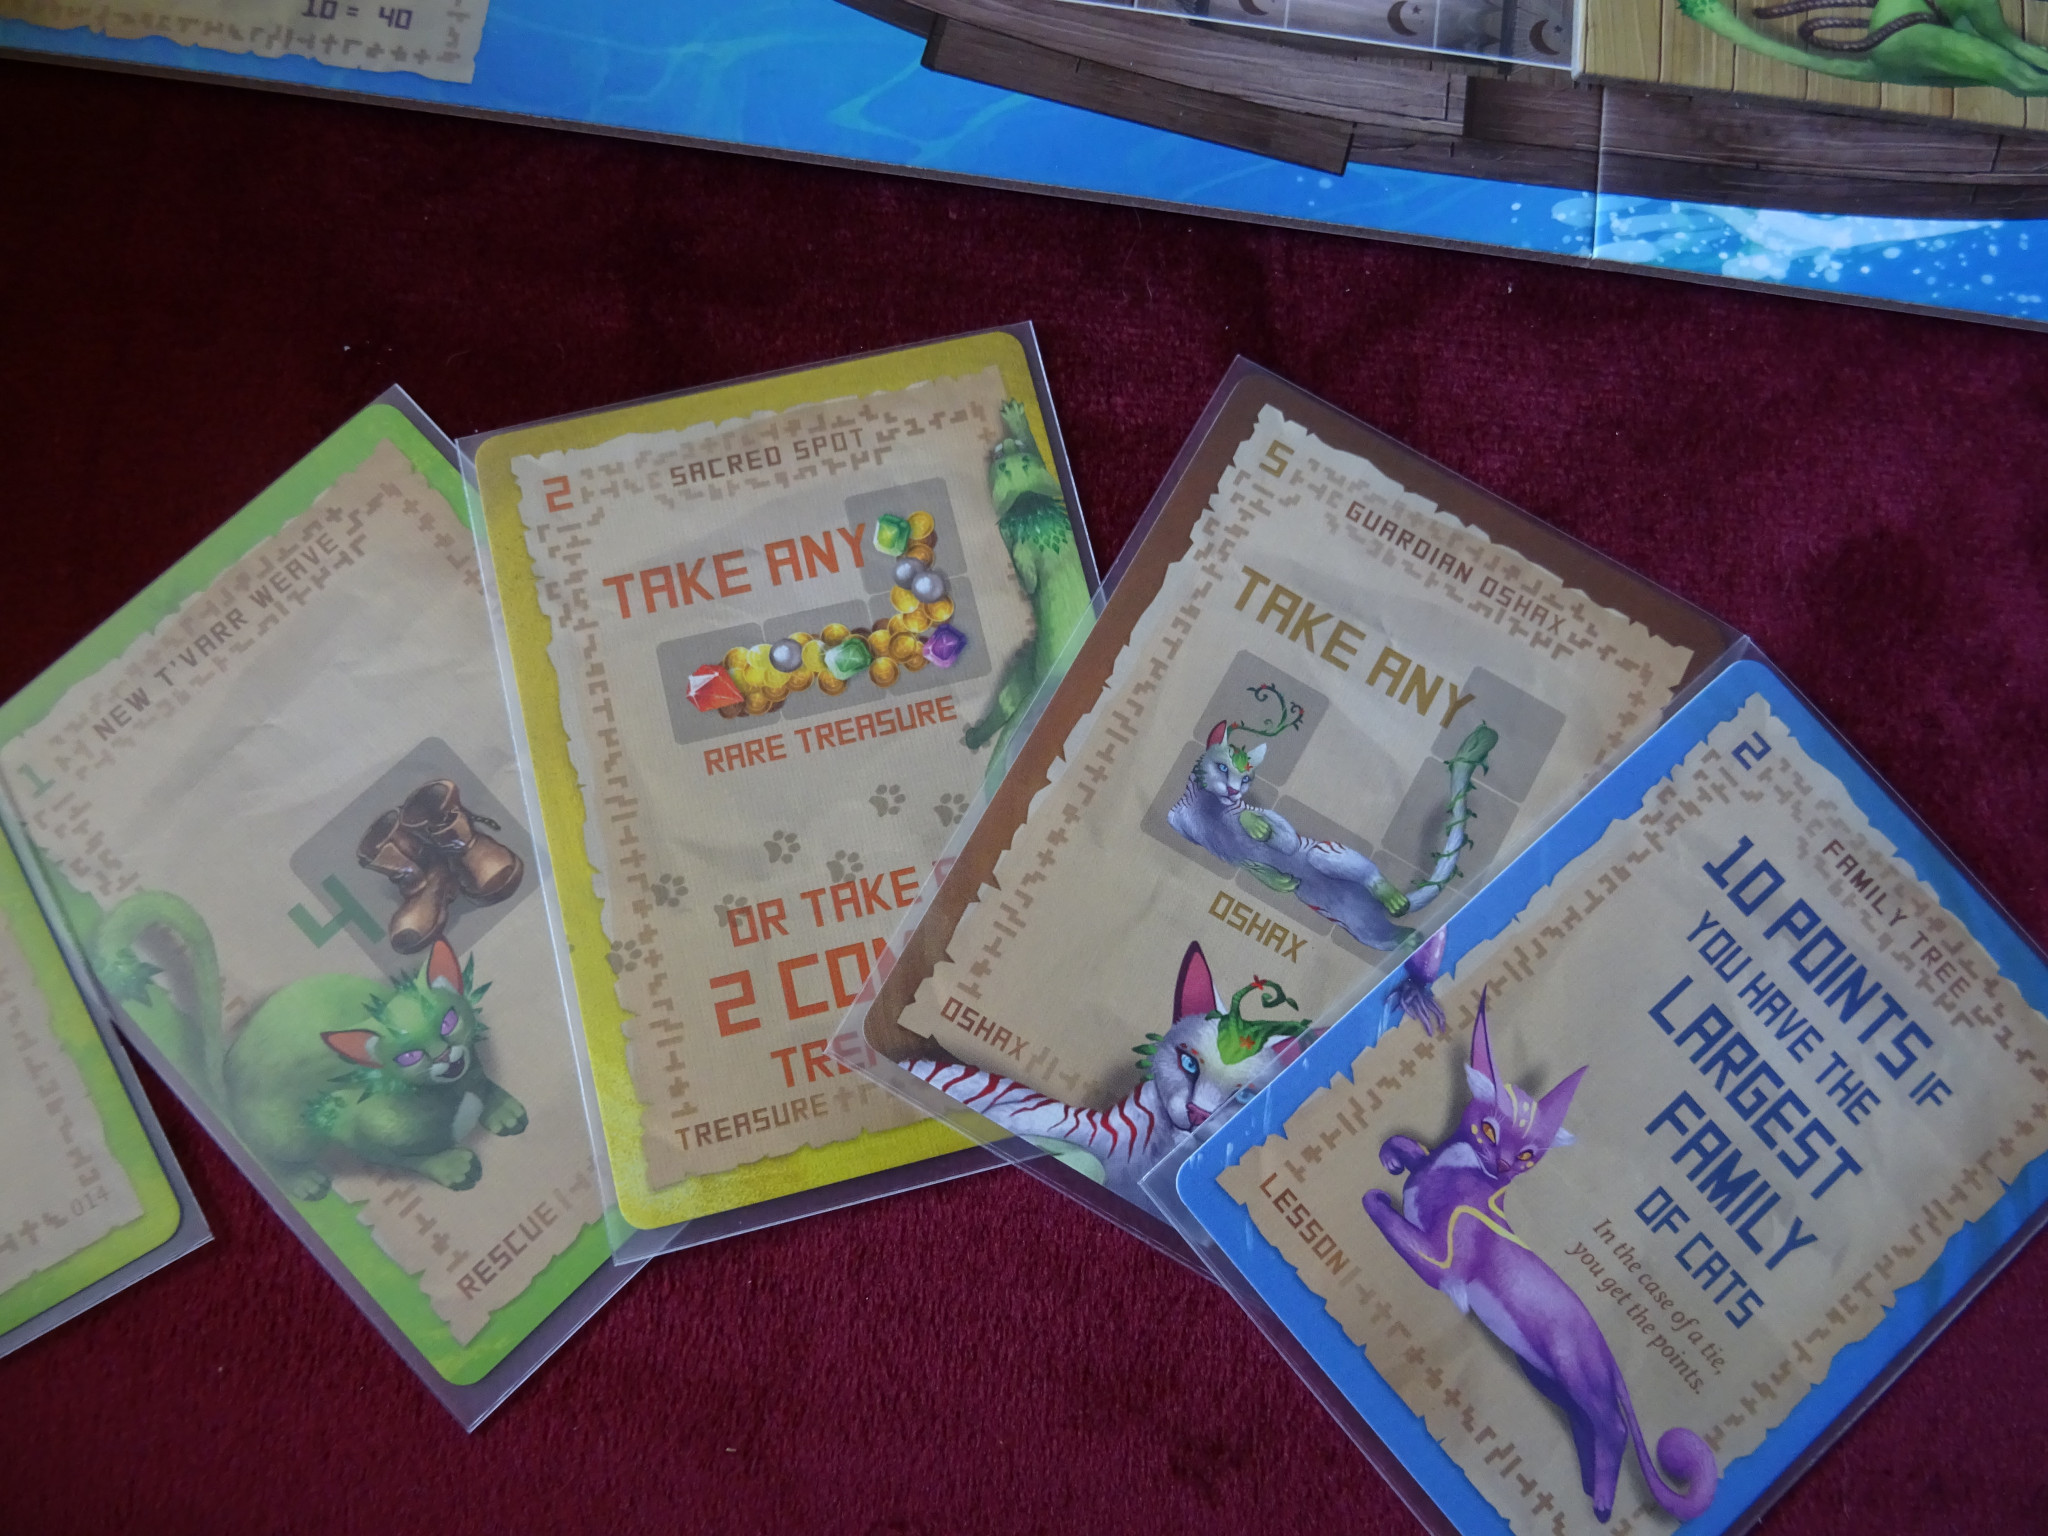 10 = 40
014
1
NEW T'VARR WEAVE
4
RESCUE
2
SACRED SPOT
TAKE ANY
RARE TREASURE
OR TAKE
2
TREASURE
5
GUARDIAN OSHAX
TAKE ANY
OSHAX
OSHAX
2
FAMILY TREE
10 POINTS IF
YOU HAVE THE
LARGEST
FAMILY
OF CATS
In the case of a tie,
you get the points.
LESSON